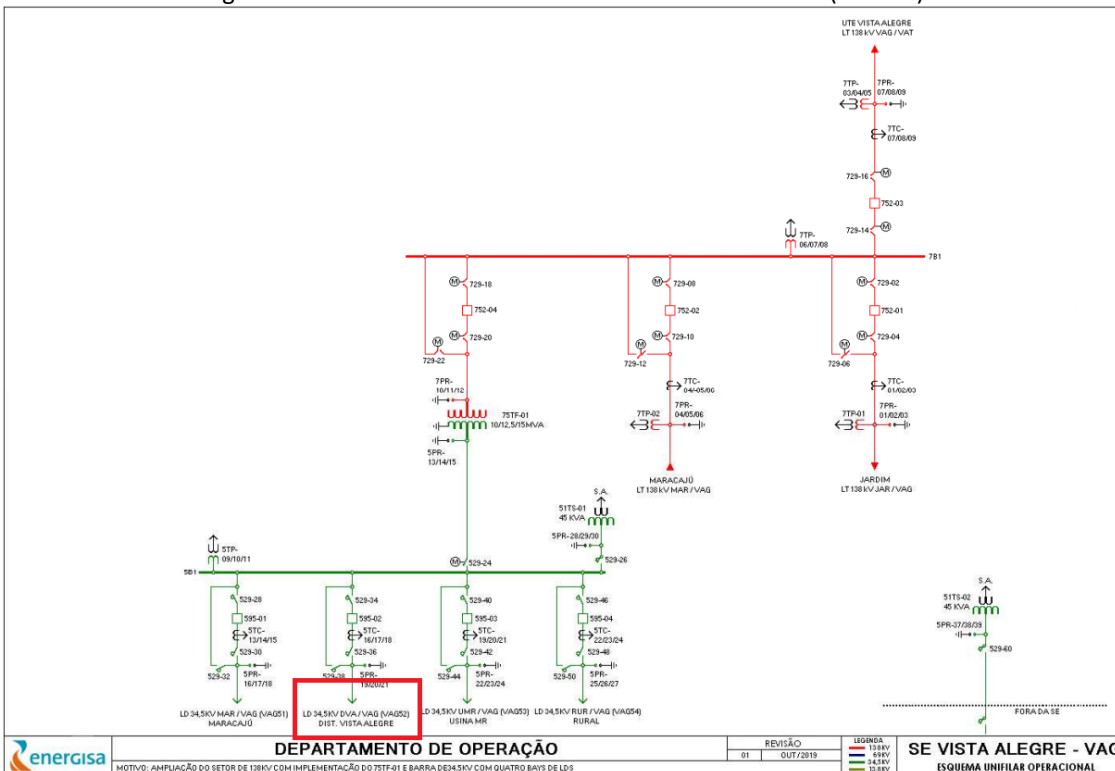 UTE VISTA ALEGRE
LT 138 kV VAG / VAT
7TP-
03/04/05
7PR-
07/08/09
7TC-
07/08/09
M
729-16
752-03
729-14
M
7TP-
06/07/08
7B1
M
729-18
752-04
M
729-20
M
729-22
M
729-08
752-02
M
729-10
M
729-12
M
729-02
752-01
M
729-04
M
729-06
7TC-
04/05/06
7TC-
01/02/03
7PR-
10/11/12
75TF-01
10/12,5/15MVA
5PR-
13/14/15
7TP-02
7PR-
04/05/06
7TP-01
7PR-
01/02/03
MARACAJÚ
LT 138 kV MAR / VAG
JARDIM
LT 138 kV JAR / VAG
S.A.
51TS-01
45 KVA
5PR-28/29/30
529-26
5TP-
09/10/11
M
529-24
5B1
529-28
595-01
5TC-
13/14/15
529-30
529-32
5PR-
16/17/18
529-34
595-02
5TC-
16/17/18
529-36
529-38
5PR-
19/20/21
529-40
595-03
5TC-
19/20/21
529-42
529-44
5PR-
22/23/24
529-46
595-04
5TC-
22/23/24
529-48
529-50
5PR-
25/26/27
S.A.
51TS-02
45 KVA
5PR-37/38/39
529-60
FORA DA SE
LD 34,5KV MAR / VAG (VAG51)
MARACAJÚ
LD 34,5KV DVA / VAG (VAG52)
DIST. VISTA ALEGRE
LD 34,5KV UMR / VAG (VAG53)
USINA MR
LD 34,5KV RUR / VAG (VAG54)
RURAL
energisa
DEPARTAMENTO DE OPERAÇÃO
MOTIVO: AMPLIAÇÃO DO SETOR DE 138KV COM IMPLEMENTAÇÃO DO 75TF-01 E BARRA DE34,5KV COM QUATRO BAYS DE LDS
REVISÃO
01
OUT/2019
LEGENDA
138KV
69KV
34,5KV
13,8KV
SE VISTA ALEGRE - VAG
ESQUEMA UNIFILAR OPERACIONAL